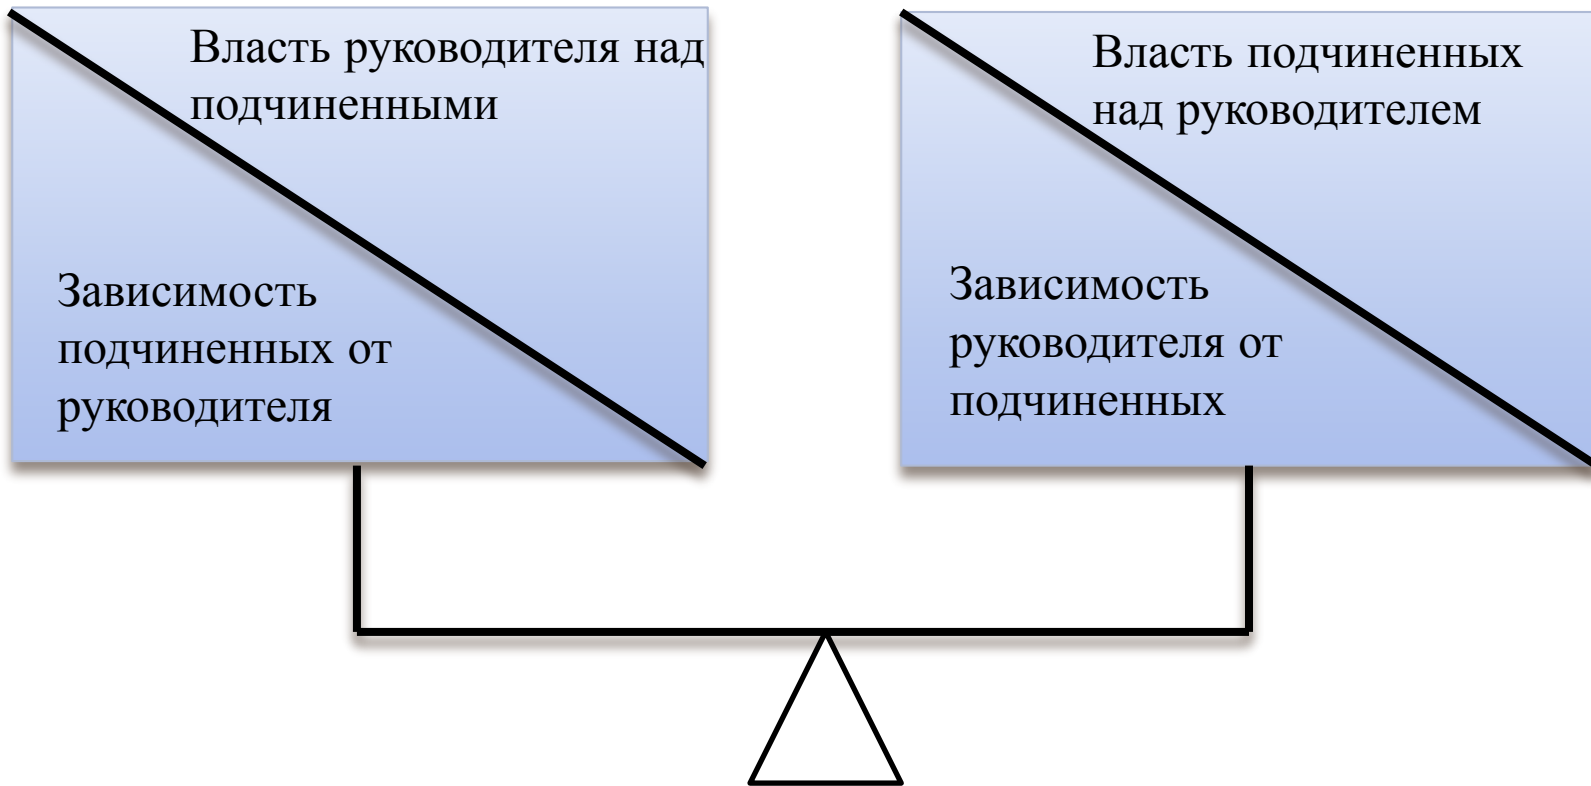 Власть руководителя над
подчиненными
Зависимость
подчиненных от
руководителя
Власть подчиненных
над руководителем
Зависимость
руководителя от
подчиненных